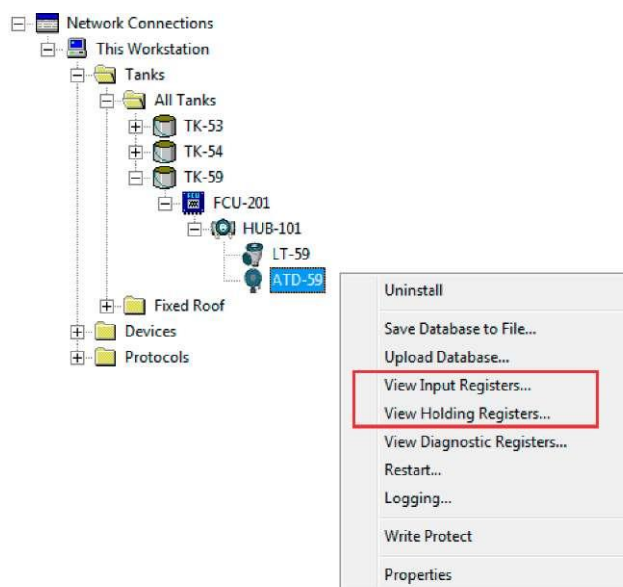 Network Connections
This Workstation
Tanks
All Tanks
TK-53
TK-54
TK-59
FCU
FCU-201
HUB-101
LT-59
ATD-59
Fixed Roof
Devices
Protocols
Uninstall
Save Database to File...
Upload Database...
View Input Registers...
View Holding Registers...
View Diagnostic Registers...
Restart...
Logging...
Write Protect
Properties